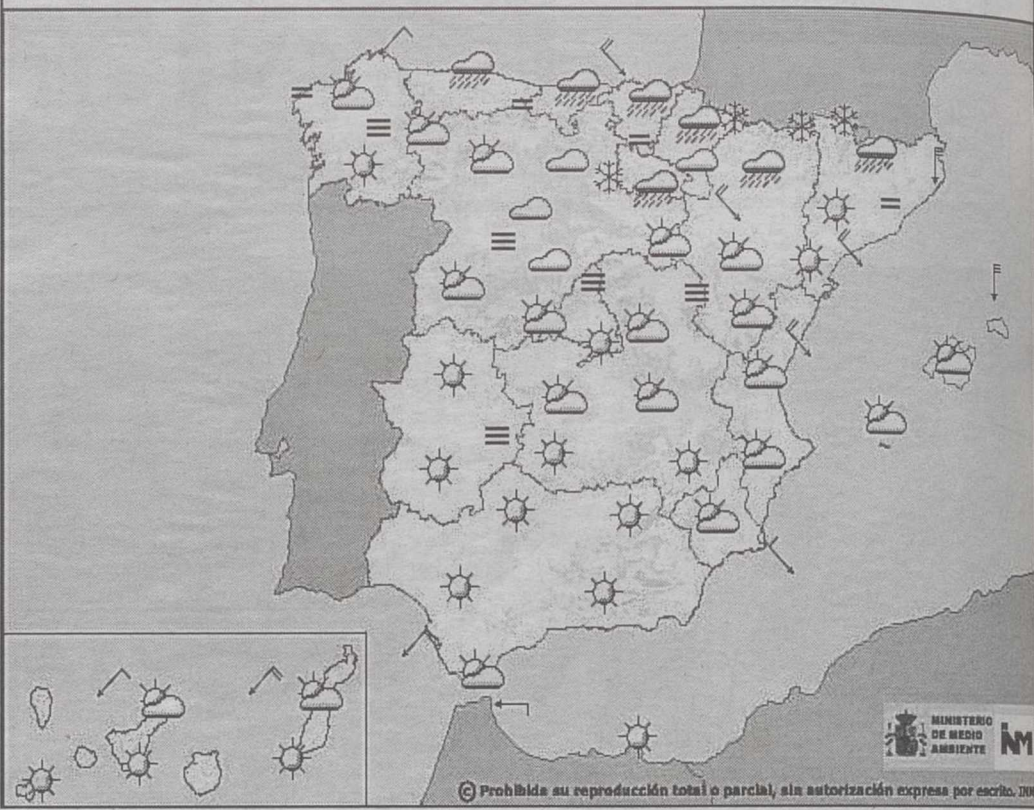 MINISTERIO
DE MEDIO
AMBIENTE
INM
© Prohibida su reproducción total o parcial, sin autorización expresa por escrito.